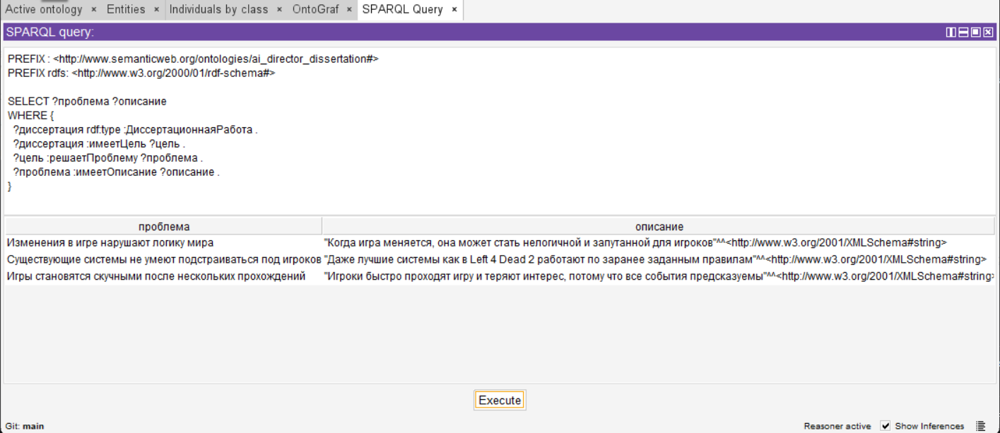 Active ontology × Entities × Individuals by class × OntoGraf × SPARQL Query ×
SPARQL query:
PREFIX : <http://www.semanticweb.org/ontologies/ai_director_dissertation#>
PREFIX rdfs: <http://www.w3.org/2000/01/rdf-schema#>
SELECT ?проблема ?описание
WHERE {
?диссертация rdf:type :ДиссертационнаяРабота .
?диссертация :имеетЦель ?цель .
?цель :решаетПроблему ?проблема .
?проблема :имеетОписание ?описание .
}
проблема описание
Изменения в игре нарушают логику мира "Когда игра меняется, она может стать нелогичной и запутанной для игроков"^^<http://www.w3.org/2001/XMLSchema#string>
Существующие системы не умеют подстраиваться под игроков "Даже лучшие системы как в Left 4 Dead 2 работают по заранее заданным правилам"^^<http://www.w3.org/2001/XMLSchema#string>
Игры становятся скучными после нескольких прохождений "Игроки быстро проходят игру и теряют интерес, потому что все события предсказуемы"^^<http://www.w3.org/2001/XMLSchema#string>
Execute
Git: main Reasoner active Show Inferences